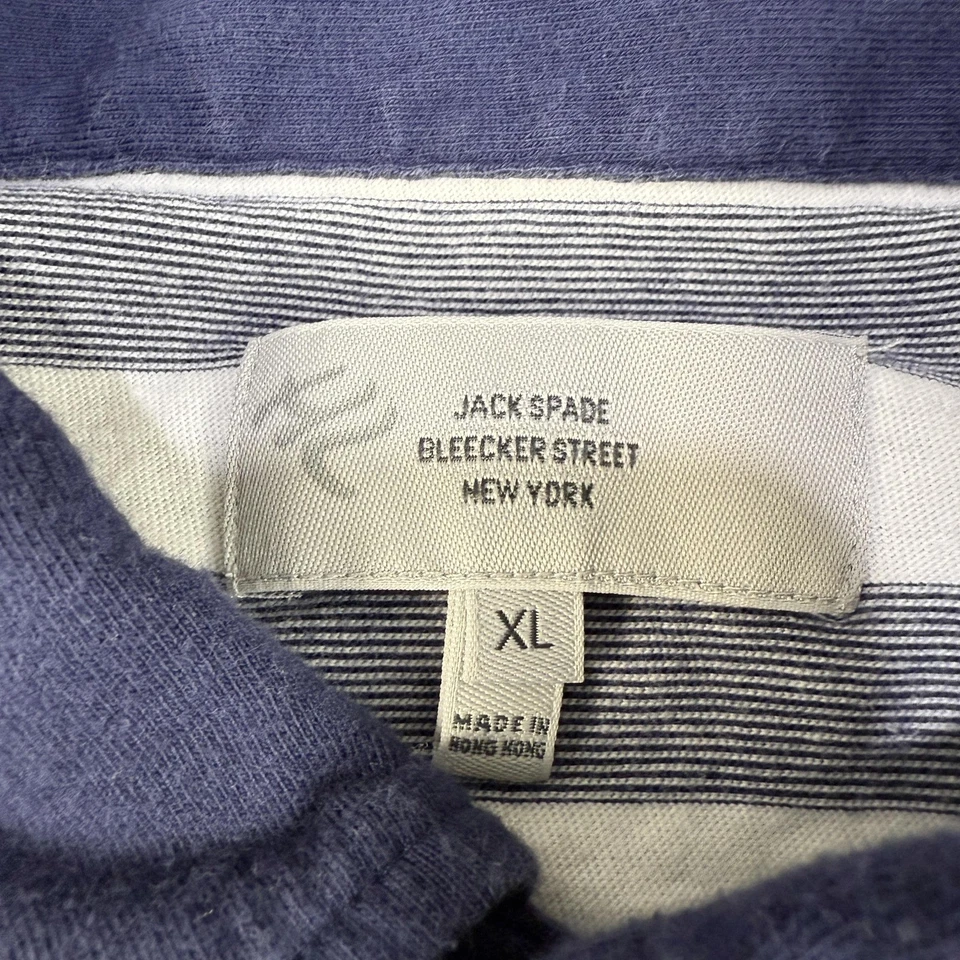 JACK SPADE
BLEECKER STREET
NEW YORK
XL
MADE IN
HONG KONG